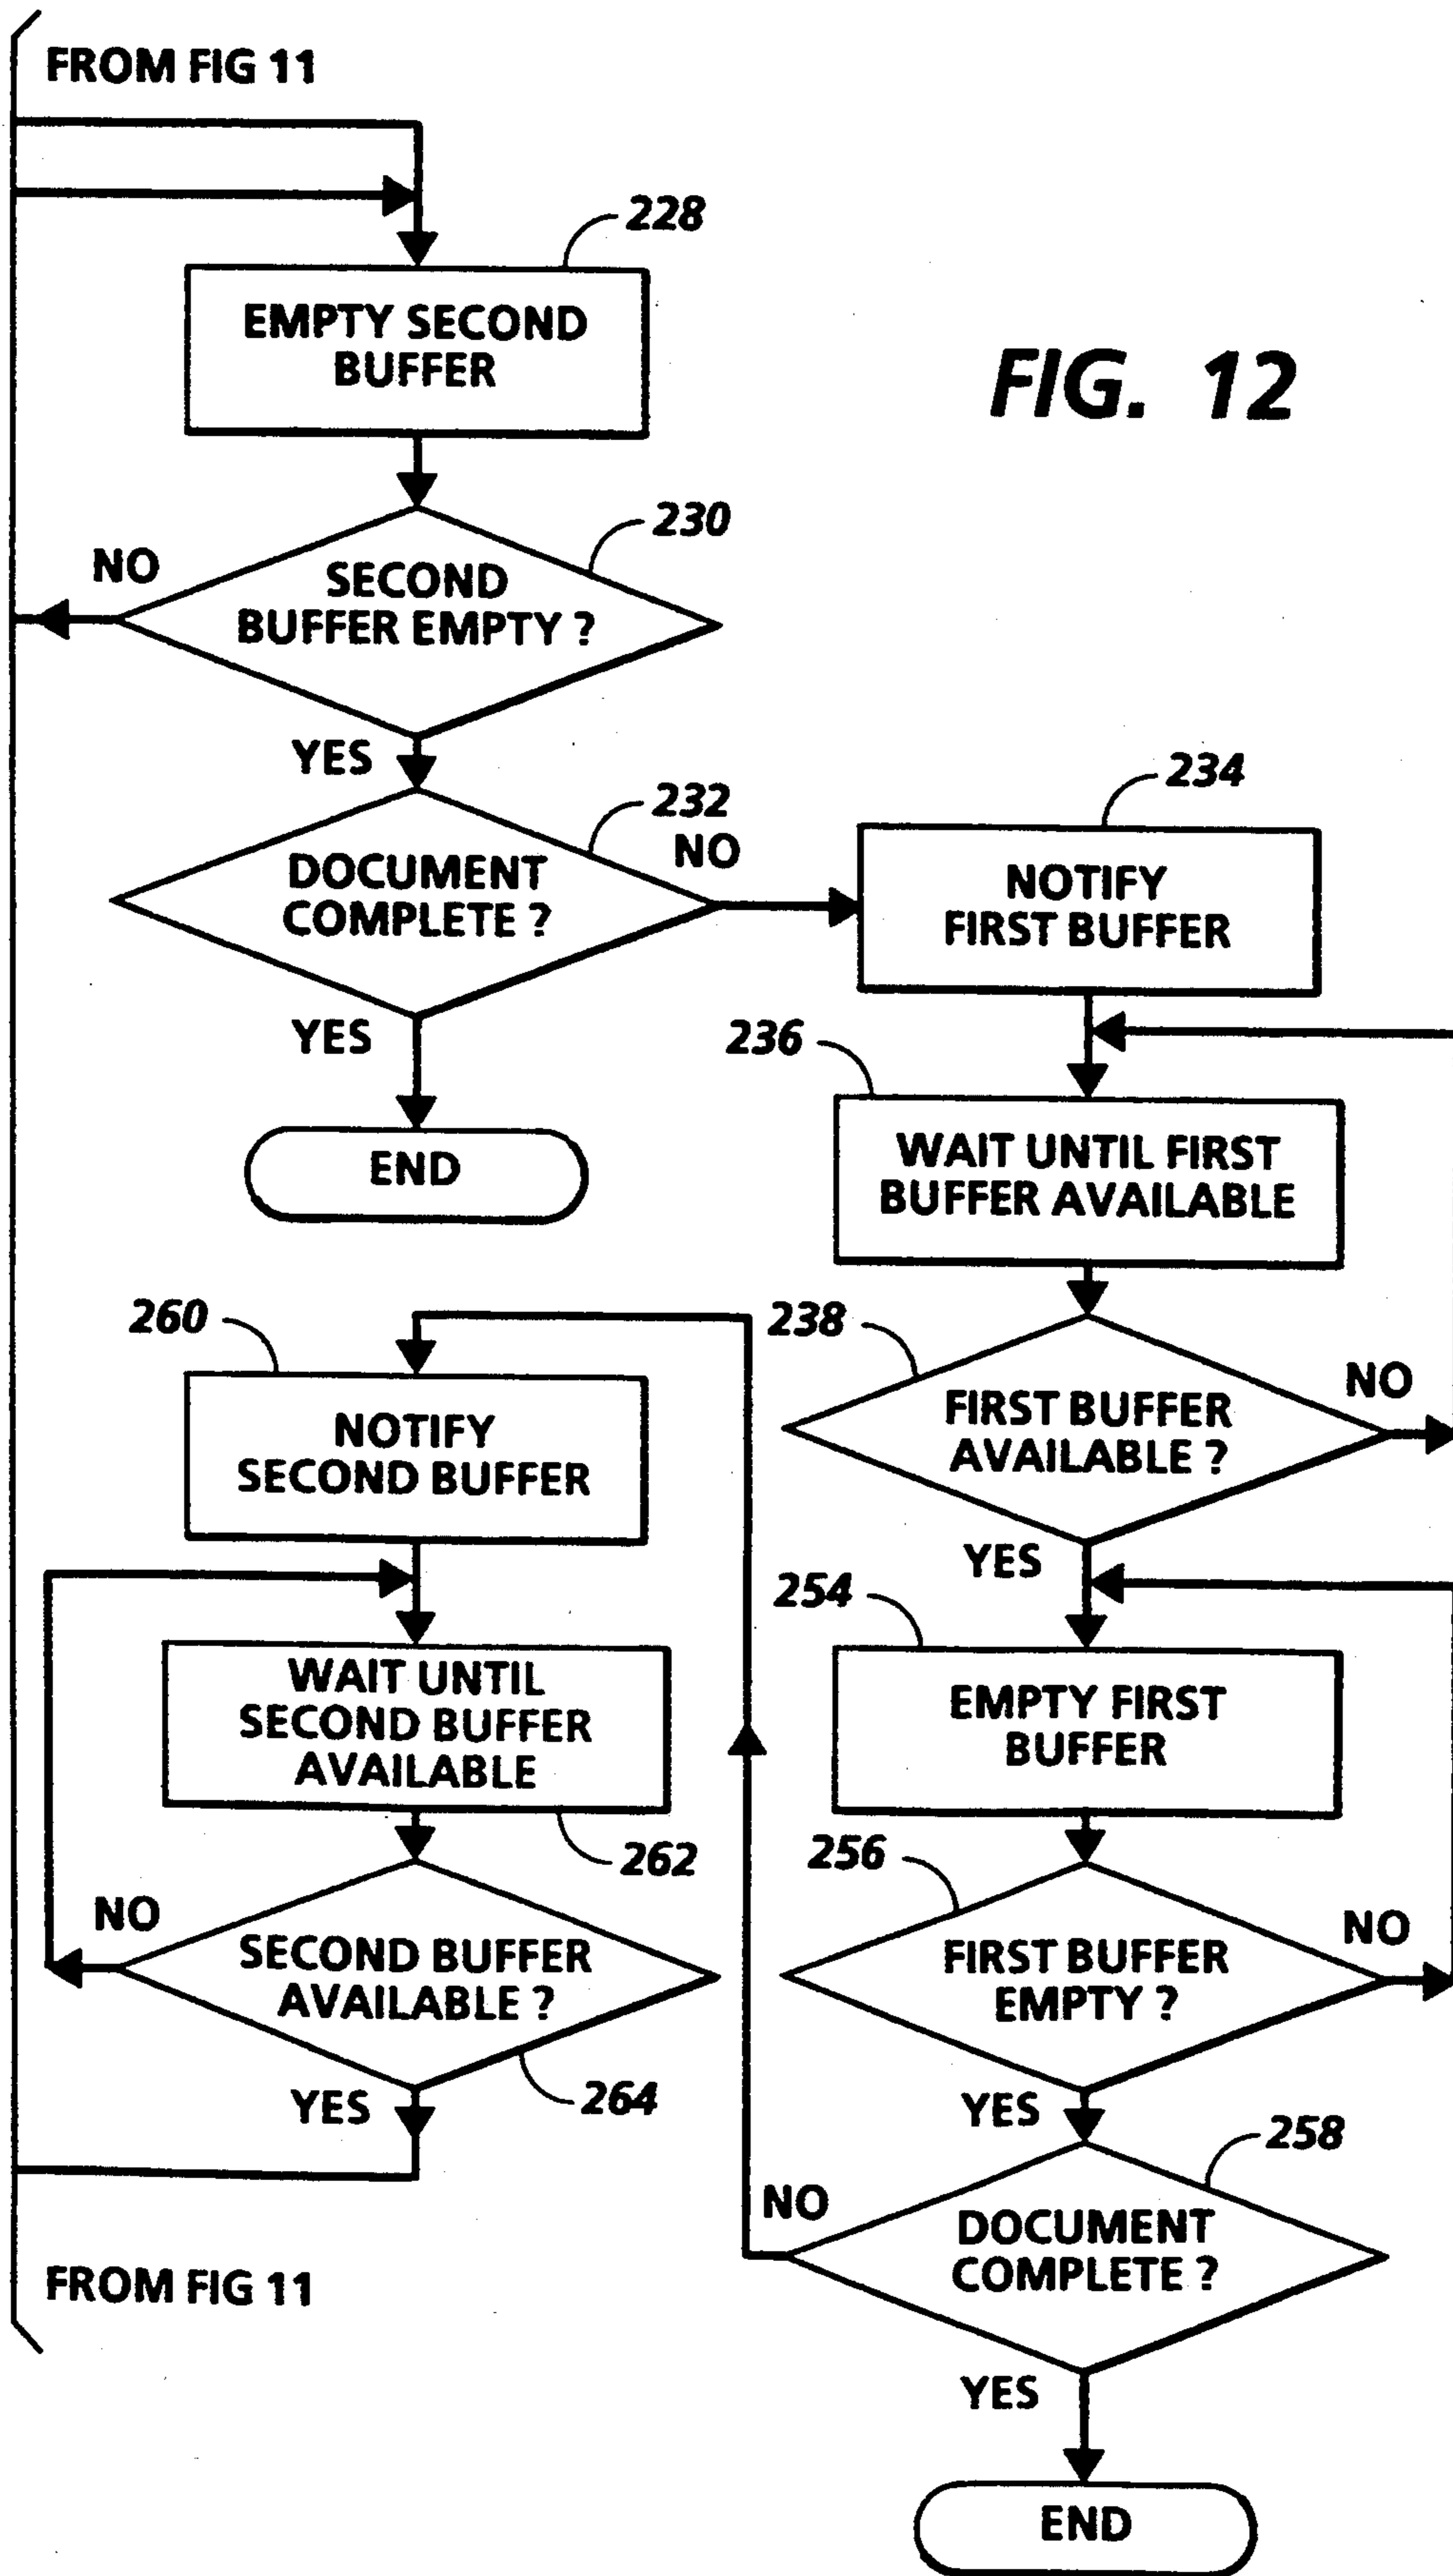 FROM FIG 11
228
EMPTY SECOND
BUFFER
FIG. 12
230
NO
SECOND
BUFFER EMPTY ?
YES
232
NO
DOCUMENT
COMPLETE ?
YES
END
234
NOTIFY
FIRST BUFFER
236
WAIT UNTIL FIRST
BUFFER AVAILABLE
238
FIRST BUFFER
AVAILABLE ?
NO
YES
254
EMPTY FIRST
BUFFER
256
FIRST BUFFER
EMPTY ?
NO
YES
258
NO
DOCUMENT
COMPLETE ?
YES
END
260
NOTIFY
SECOND BUFFER
WAIT UNTIL
SECOND BUFFER
AVAILABLE
262
NO
SECOND BUFFER
AVAILABLE ?
YES
264
FROM FIG 11